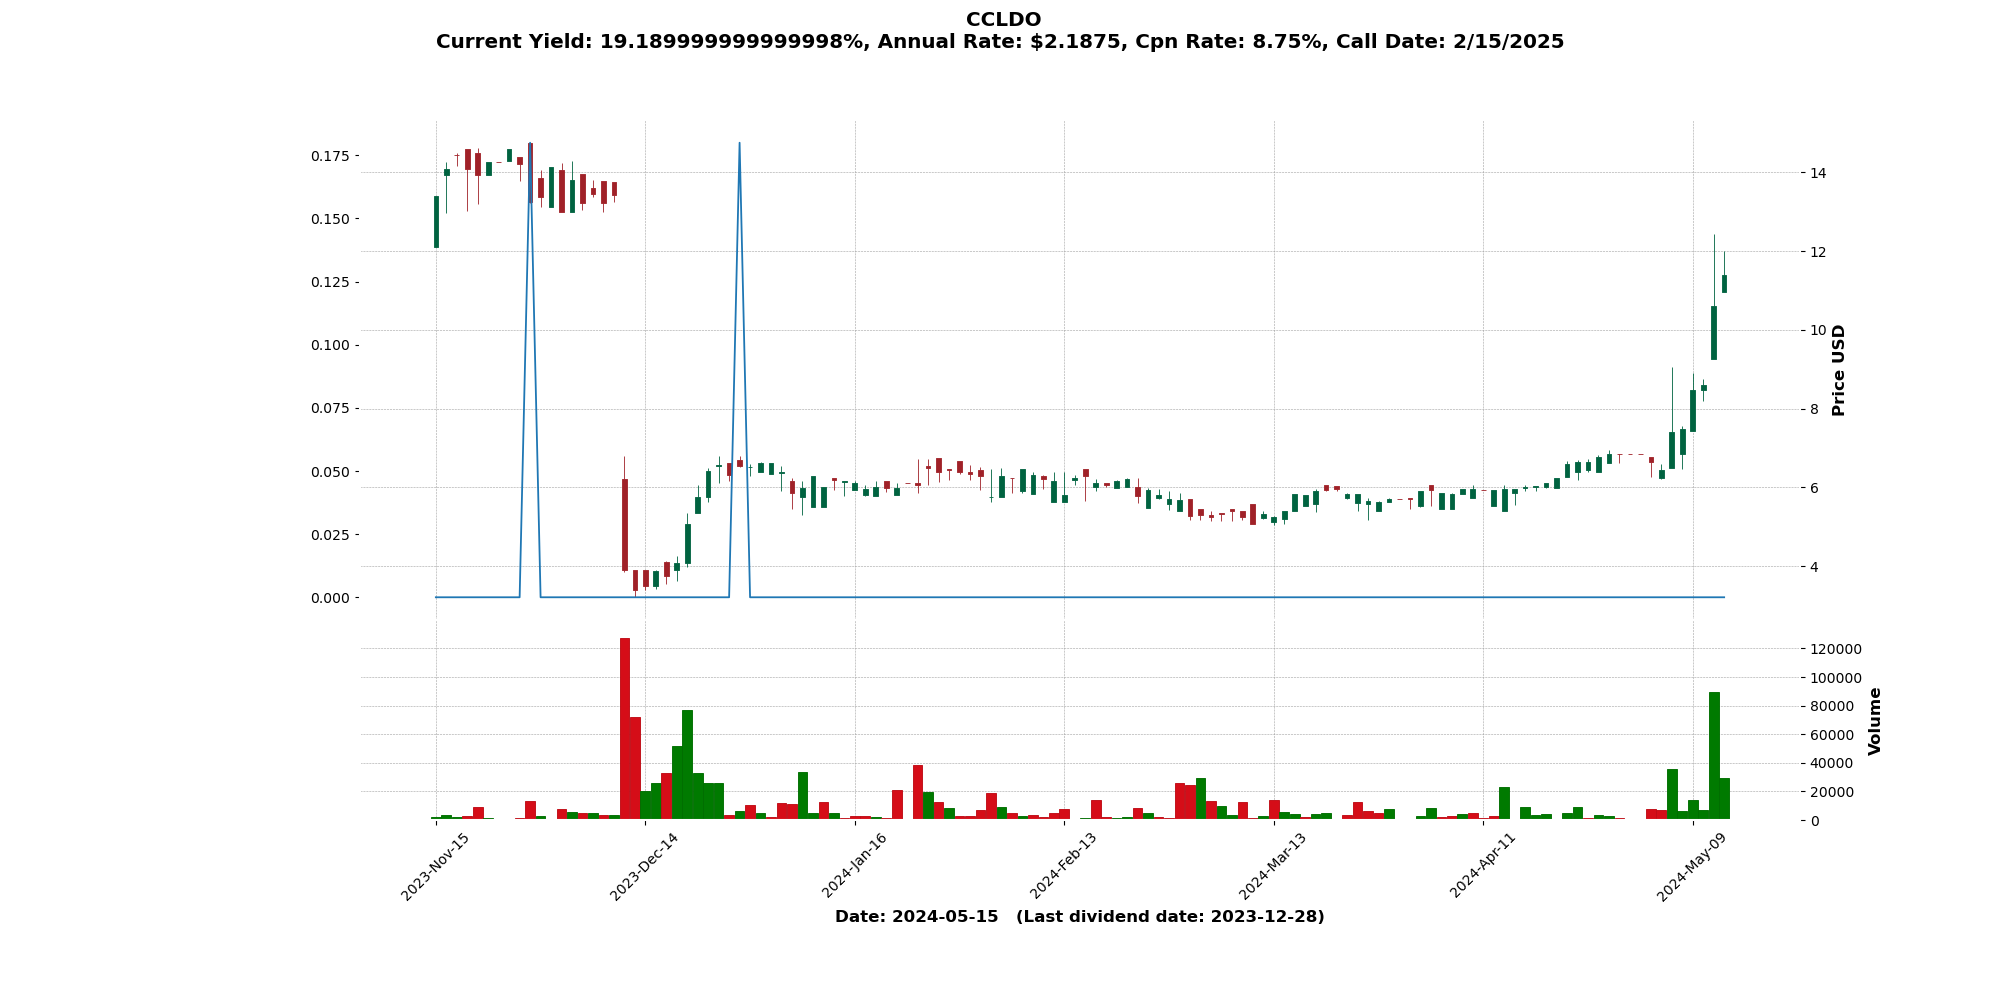 CCLDO
Current Yield: 19.189999999999998%, Annual Rate: $2.1875, Cpn Rate: 8.75%, Call Date: 2/15/2025
0.175
0.150
0.125
0.100
0.075
0.050
0.025
0.000
14
12
10
8
6
4
Price USD
120000
100000
80000
60000
40000
20000
0
Volume
2023-Nov-15
2023-Dec-14
2024-Jan-16
2024-Feb-13
2024-Mar-13
2024-Apr-11
2024-May-09
Date: 2024-05-15 (Last dividend date: 2023-12-28)